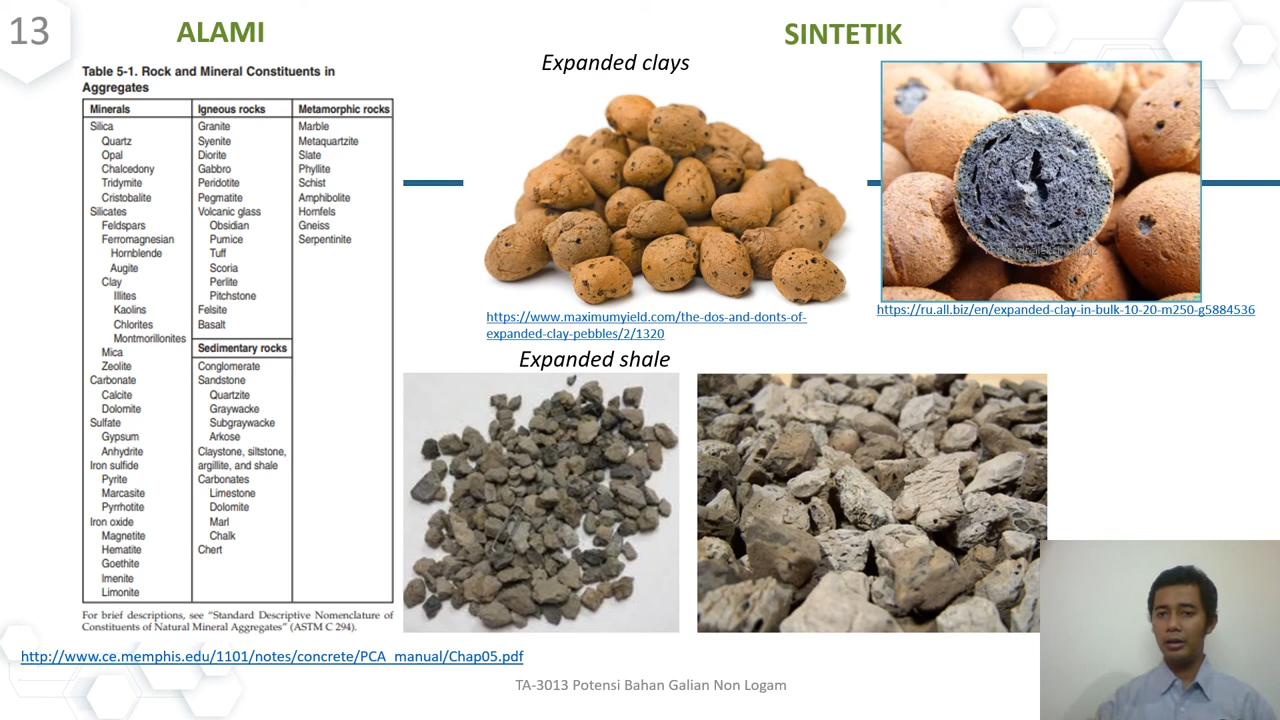 13
ALAMI
SINTETIK
Table 5-1. Rock and Mineral Constituents in
Aggregates
Minerals
Silica
Quartz
Opal
Chalcedony
Tridymite
Cristobalite
Silicates
Feldspars
Ferromagnesian
Hornblende
Augite
Clay
Illites
Kaolins
Chlorites
Montmorillonites
Mica
Zeolite
Carbonate
Calcite
Dolomite
Sulfate
Gypsum
Anhydrite
Iron sulfide
Pyrite
Marcasite
Pyrrhotite
Iron oxide
Magnetite
Hematite
Goethite
Imenite
Limonite
Igneous rocks
Granite
Syenite
Diorite
Gabbro
Peridotite
Pegmatite
Volcanic glass
Obsidian
Pumice
Tuff
Scoria
Perlite
Pitchstone
Felsite
Basalt
Sedimentary rocks
Conglomerate
Sandstone
Quartzite
Graywacke
Subgraywacke
Arkose
Claystone, siltstone,
argillite, and shale
Carbonates
Limestone
Dolomite
Marl
Chalk
Chert
Metamorphic rocks
Marble
Metaquartzite
Slate
Phyllite
Schist
Amphibolite
Hornfels
Gneiss
Serpentinite
For brief descriptions, see “Standard Descriptive Nomenclature of
Constituents of Natural Mineral Aggregates” (ASTM C 294).
http://www.ce.memphis.edu/1101/notes/concrete/PCA_manual/Chap05.pdf
Expanded clays
https://www.maximumyield.com/the-dos-and-donts-of-
expanded-clay-pebbles/2/1320
https://ru.all.biz/en/expanded-clay-in-bulk-10-20-m250-g5884536
Expanded shale
TA-3013 Potensi Bahan Galian Non Logam